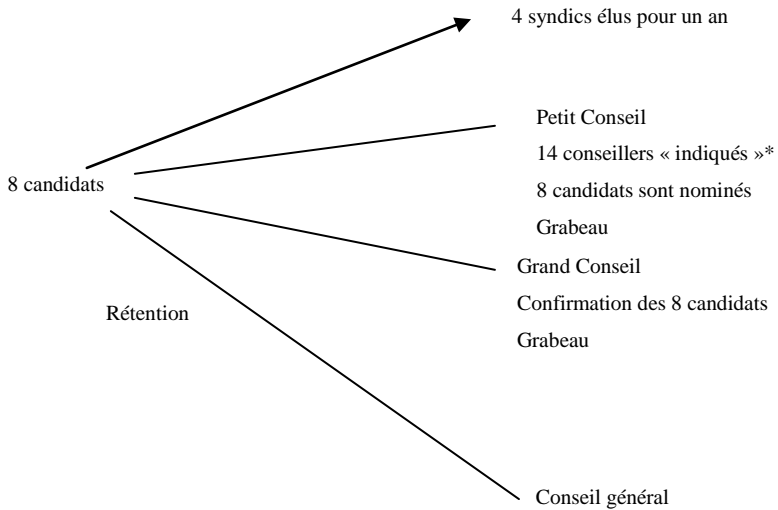 4 syndics élus pour un an
Petit Conseil
14 conseillers « indiqués »*
8 candidats sont nominés
Grabeau
8 candidats
Grand Conseil
Confirmation des 8 candidats
Grabeau
Rétention
Conseil général